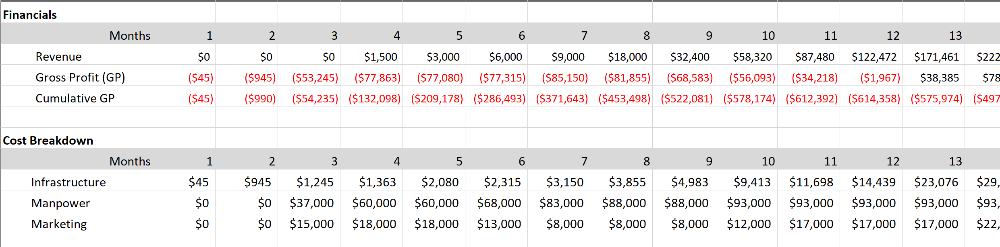 Financials
Months 1 2 3 4 5 6 7 8 9 10 11 12 13
Revenue $0 $0 $0 $1,500 $3,000 $6,000 $9,000 $18,000 $32,400 $58,320 $87,480 $122,472 $171,461 $222
Gross Profit (GP) ($45) ($945) ($53,245) ($77,863) ($77,080) ($77,315) ($85,150) ($81,855) ($68,583) ($56,093) ($34,218) ($1,967) $38,385 $78
Cumulative GP ($45) ($990) ($54,235) ($132,098) ($209,178) ($286,493) ($371,643) ($453,498) ($522,081) ($578,174) ($612,392) ($614,358) ($575,974) ($497
Cost Breakdown
Months 1 2 3 4 5 6 7 8 9 10 11 12 13
Infrastructure $45 $945 $1,245 $1,363 $2,080 $2,315 $3,150 $3,855 $4,983 $9,413 $11,698 $14,439 $23,076 $29,
Manpower $0 $0 $37,000 $60,000 $60,000 $68,000 $83,000 $88,000 $88,000 $93,000 $93,000 $93,000 $93,000 $93,
Marketing $0 $0 $15,000 $18,000 $18,000 $13,000 $8,000 $8,000 $8,000 $12,000 $17,000 $17,000 $17,000 $22,